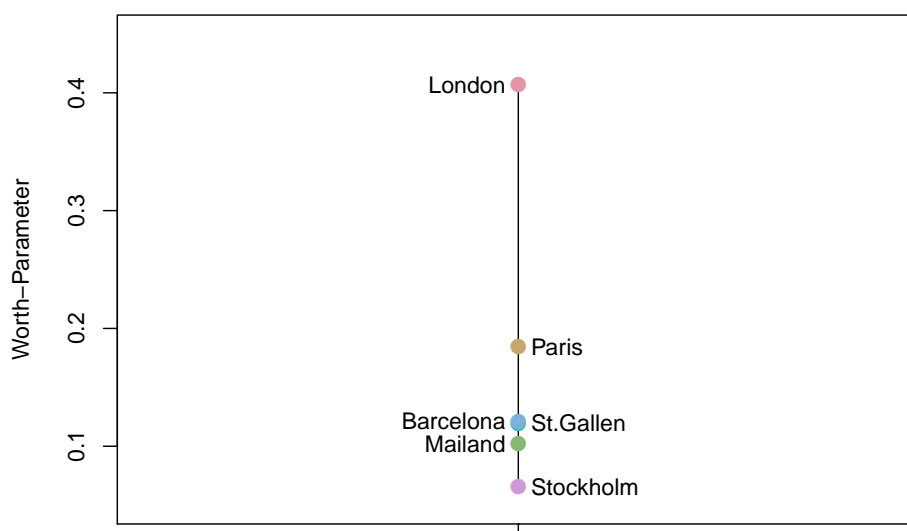 Worth−Parameter
0.4
0.3
0.2
0.1
London
Paris
Barcelona
St.Gallen
Mailand
Stockholm